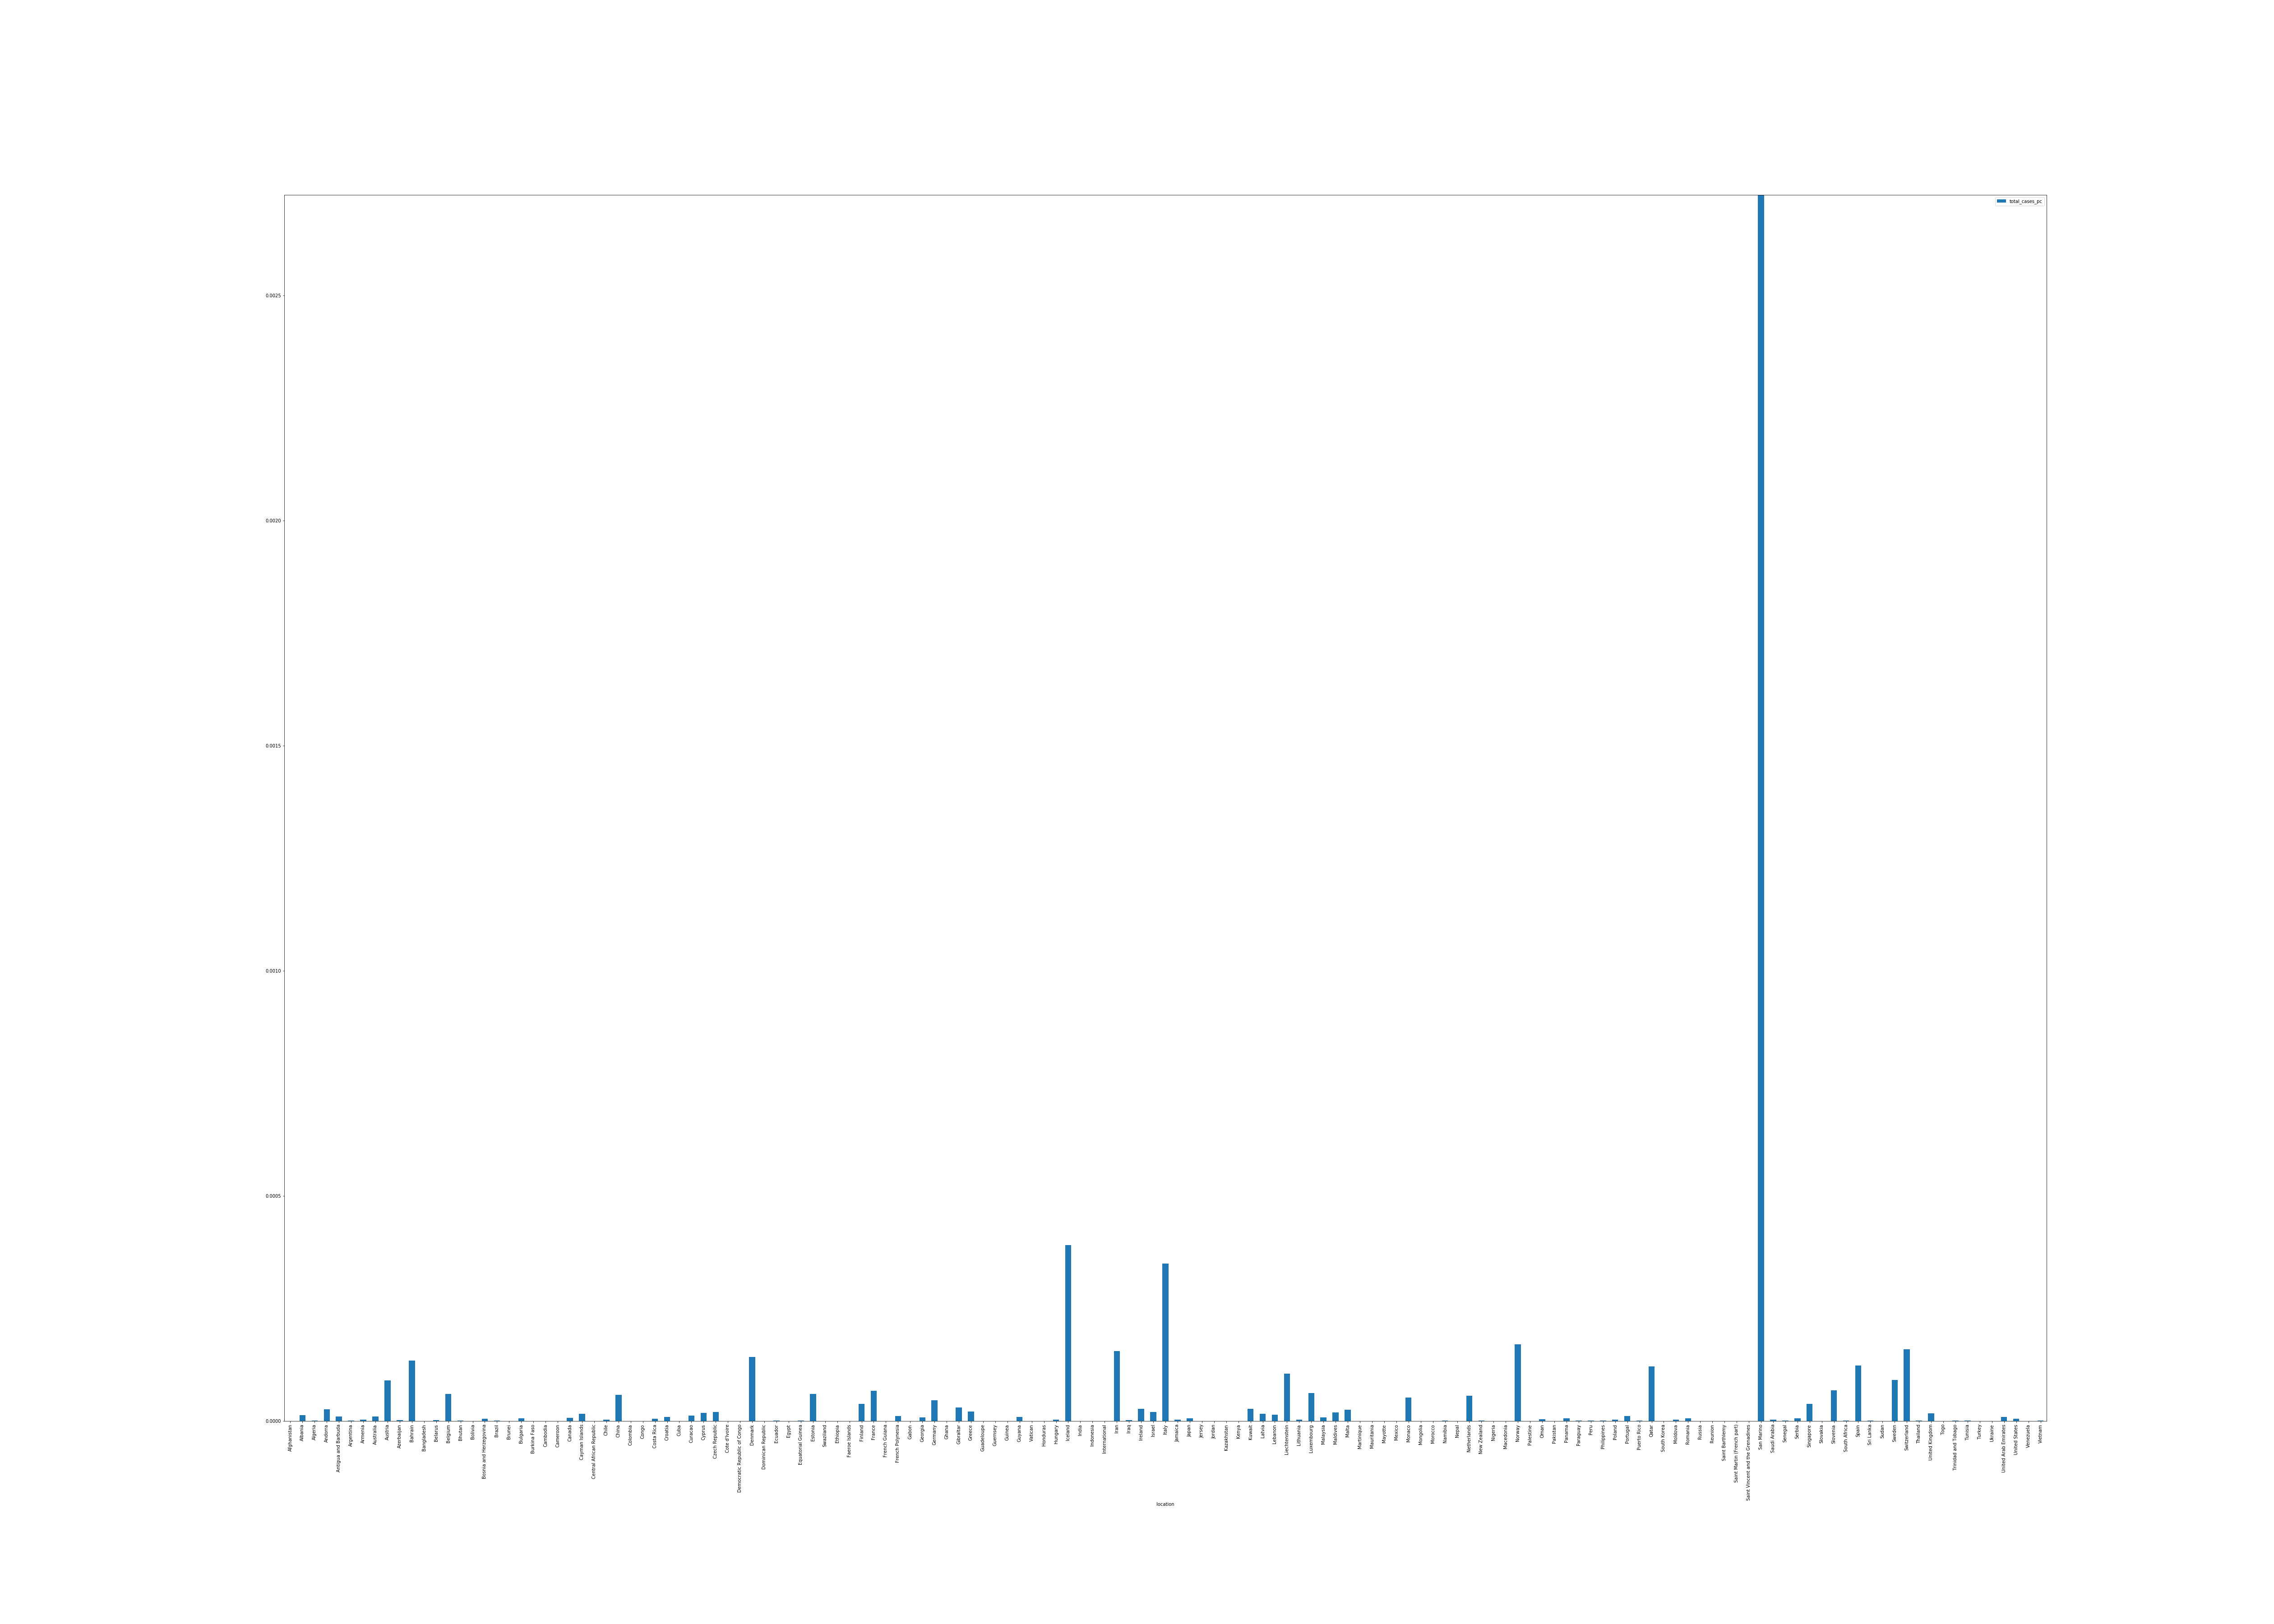 total_cases_pc
0.0025
0.0020
0.0015
0.0010
0.0005
0.0000
Afghanistan
Albania
Algeria
Andorra
Antigua and Barbuda
Argentina
Armenia
Australia
Austria
Azerbaijan
Bahrain
Bangladesh
Belarus
Belgium
Bhutan
Bolivia
Bosnia and Herzegovina
Brazil
Brunei
Bulgaria
Burkina Faso
Cambodia
Cameroon
Canada
Cayman Islands
Central African Republic
Chile
China
Colombia
Congo
Costa Rica
Croatia
Cuba
Curacao
Cyprus
Czech Republic
Cote d'Ivoire
Democratic Republic of Congo
Denmark
Dominican Republic
Ecuador
Egypt
Equatorial Guinea
Estonia
Swaziland
Ethiopia
Faeroe Islands
Finland
France
French Guiana
French Polynesia
Gabon
Georgia
Germany
Ghana
Gibraltar
Greece
Guadeloupe
Guernsey
Guinea
Guyana
Vatican
Honduras
Hungary
Iceland
India
Indonesia
International
Iran
Iraq
Ireland
Israel
Italy
Jamaica
Japan
Jersey
Jordan
Kazakhstan
Kenya
Kuwait
Latvia
Lebanon
Liechtenstein
Lithuania
Luxembourg
Malaysia
Maldives
Malta
Martinique
Mauritania
Mayotte
Mexico
Monaco
Mongolia
Morocco
Namibia
Nepal
Netherlands
New Zealand
Nigeria
Macedonia
Norway
Palestine
Oman
Pakistan
Panama
Paraguay
Peru
Philippines
Poland
Portugal
Puerto Rico
Qatar
South Korea
Moldova
Romania
Russia
Reunion
Saint Barthlemy
Saint Martin (French part)
Saint Vincent and the Grenadines
San Marino
Saudi Arabia
Senegal
Serbia
Singapore
Slovakia
Slovenia
South Africa
Spain
Sri Lanka
Sudan
Sweden
Switzerland
Thailand
United Kingdom
Togo
Trinidad and Tobago
Tunisia
Turkey
Ukraine
United Arab Emirates
United States
Venezuela
Vietnam
location